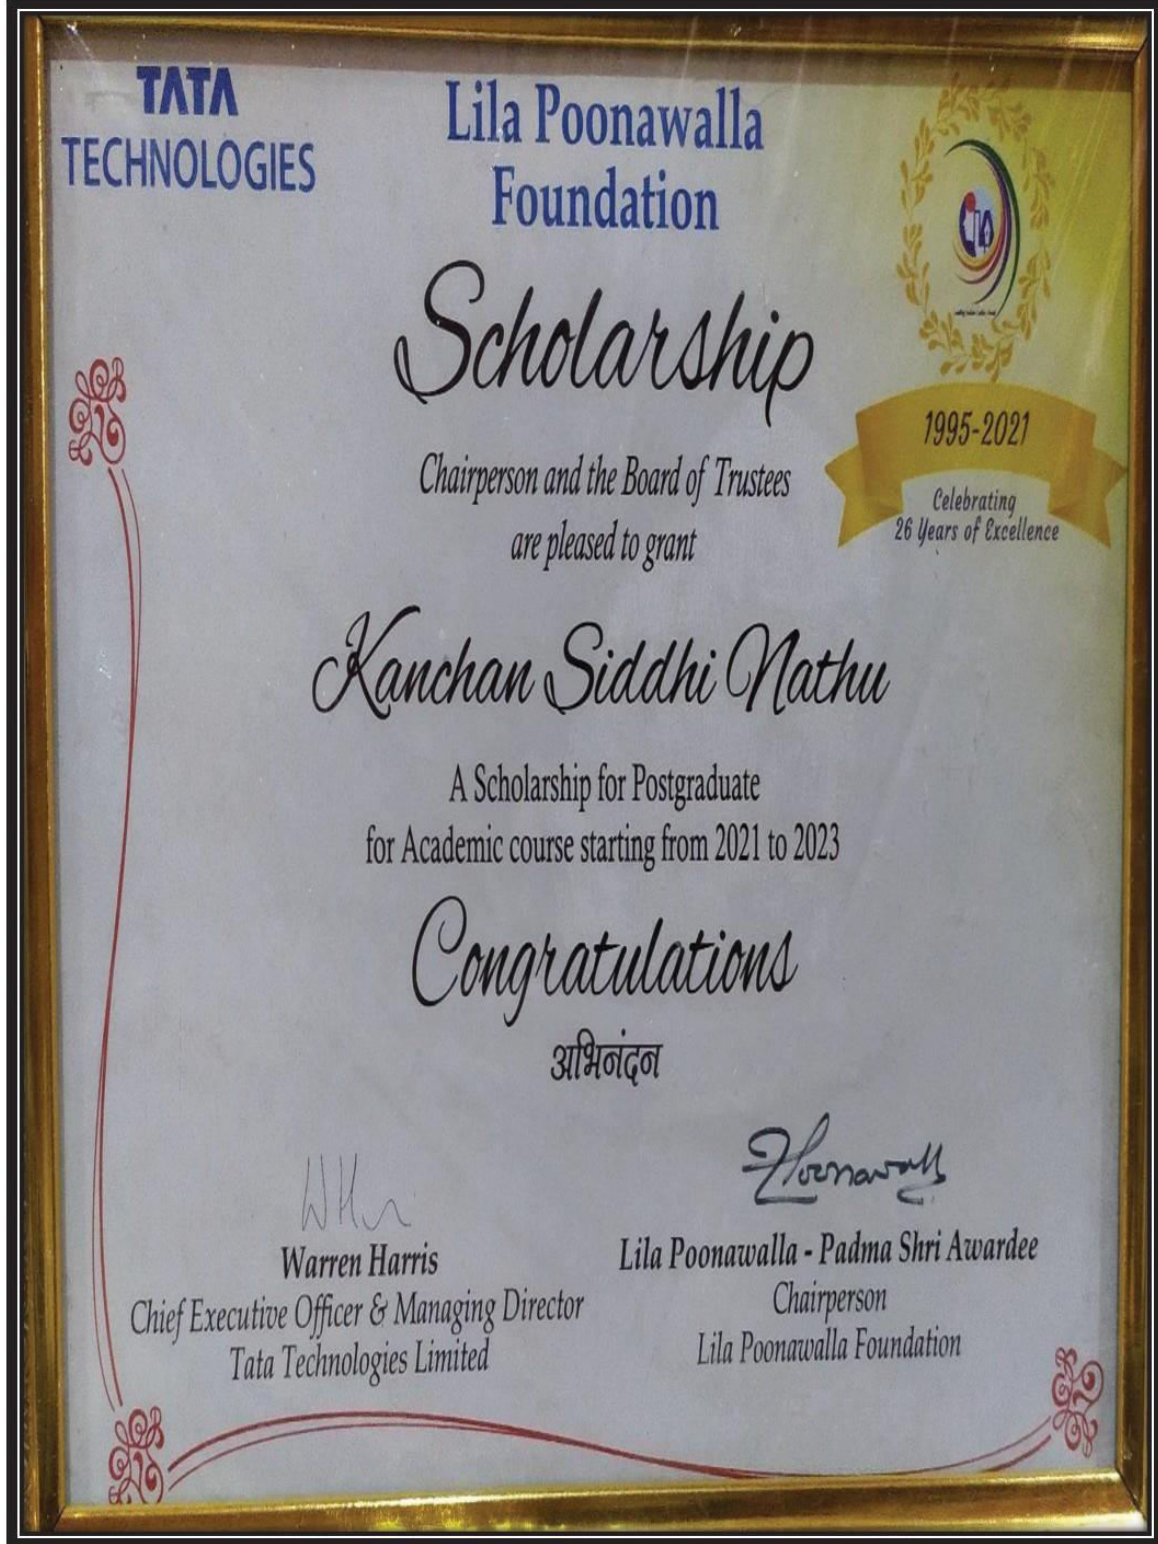 TATA
TECHNOLOGIES
Lila Poonawalla
Foundation
Scholarship
1995-2021
Celebrating
26 Years of Excellence
Chairperson and the Board of Trustees
are pleased to grant
Kanchan Siddhi Nathu
A Scholarship for Postgraduate
for Academic course starting from 2021 to 2023
Congratulations
अभिनंदन
Warren Harris
Chief Executive Officer & Managing Director
Tata Technologies Limited
Lila Poonawalla - Padma Shri Awardee
Chairperson
Lila Poonawalla Foundation